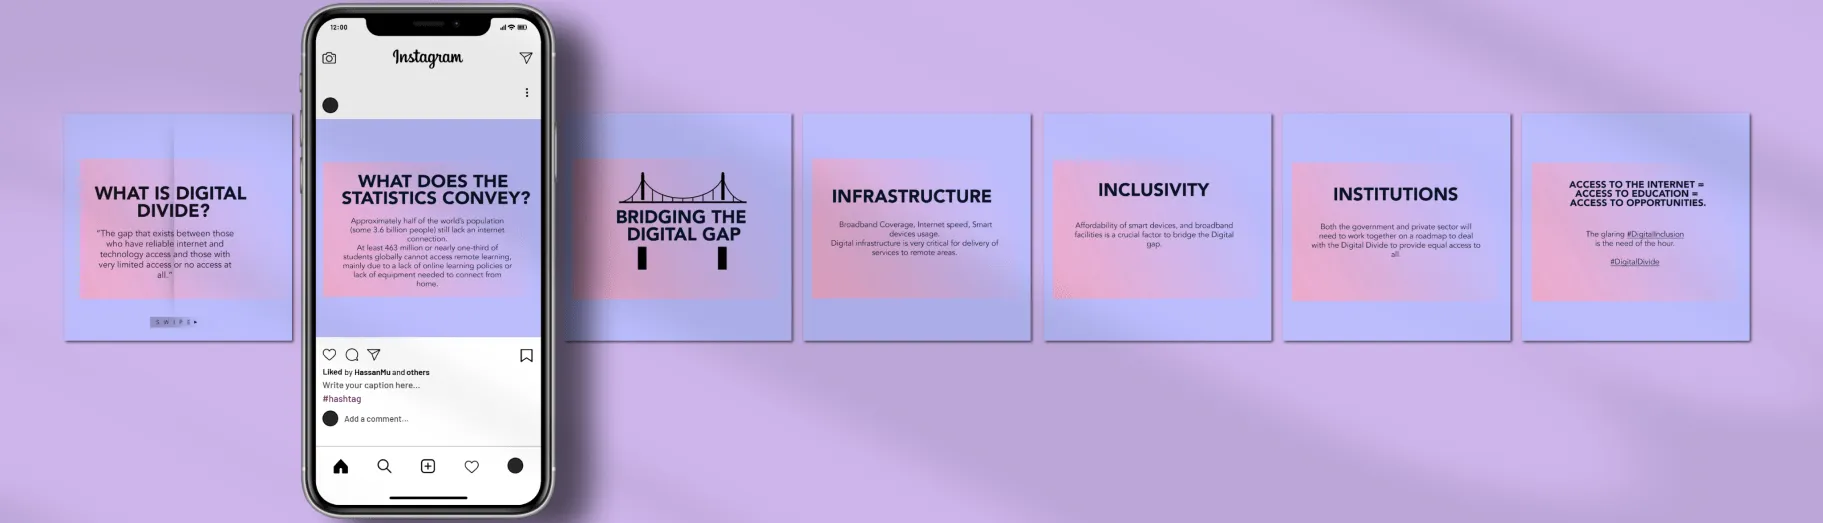 WHAT IS DIGITAL
DIVIDE?
"The gap that exists between those
who have reliable internet and
technology access and those with
very limited access or no access at
all."
SWIPE
12:00
Instagram
WHAT DOES THE
STATISTICS CONVEY?
Approximately half of the world's population
(some 3.6 billion people) still lack an internet
connection.
At least 463 million or nearly one-third of
students globally cannot access remote learning,
mainly due to a lack of online learning policies or
lack of equipment needed to connect from
home.
Liked by HassanMu and others
Write your caption here...
#hashtag
Add a comment...
BRIDGING THE
DIGITAL GAP
INFRASTRUCTURE
Broadband Coverage, Internet speed, Smart
devices usage.
Digital infrastructure is very critical for delivery of
services to remote areas.
INCLUSIVITY
Affordability of smart devices, and broadband
facilities is a crucial factor to bridge the Digital
gap.
INSTITUTIONS
Both the government and private sector will
need to work together on a roadmap to deal
with the Digital Divide to provide equal access to
all.
ACCESS TO THE INTERNET =
ACCESS TO EDUCATION =
ACCESS TO OPPORTUNITIES.
The glaring #DigitalInclusion
is the need of the hour.
#DigitalDivide